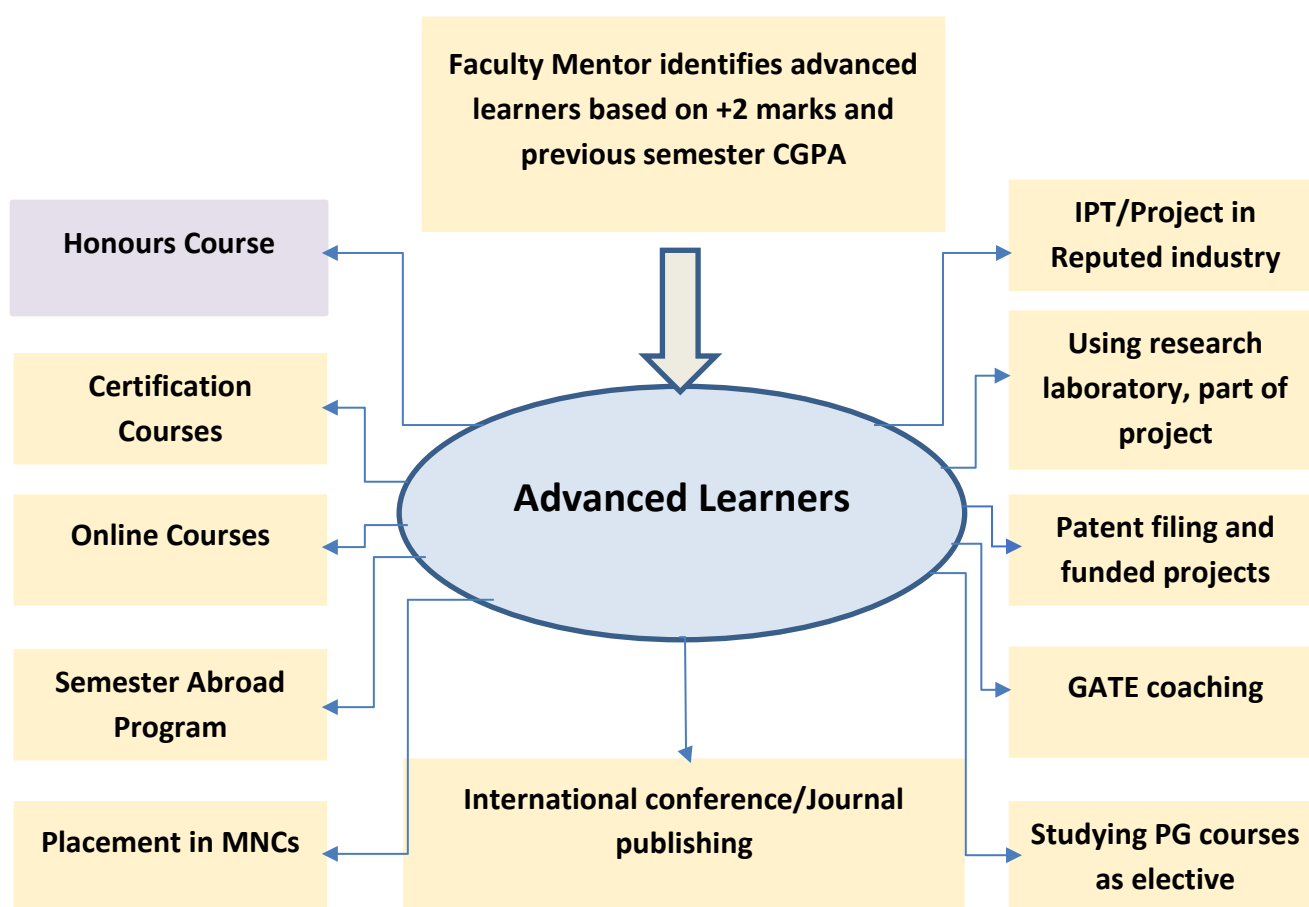 Faculty Mentor identifies advanced
learners based on +2 marks and
previous semester CGPA
Honours Course
IPT/Project in
Reputed industry
Certification
Courses
Using research
laboratory, part of
project
Advanced Learners
Online Courses
Patent filing and
funded projects
Semester Abroad
Program
GATE coaching
Placement in MNCs
International conference/Journal
publishing
Studying PG courses
as elective